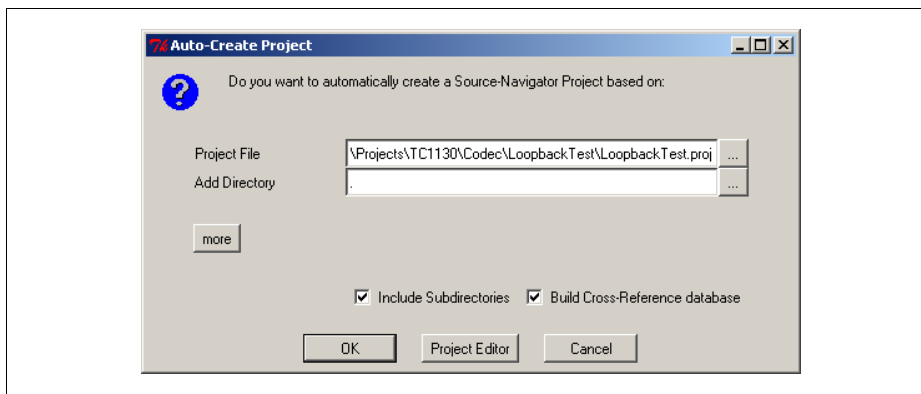 Auto-Create Project
Do you want to automatically create a Source-Navigator Project based on:
Project File \Projects\TC1130\Codec\LoopbackTest\LoopbackTest.proj ...
Add Directory . ...
more
Include Subdirectories Build Cross-Reference database
OK Project Editor Cancel